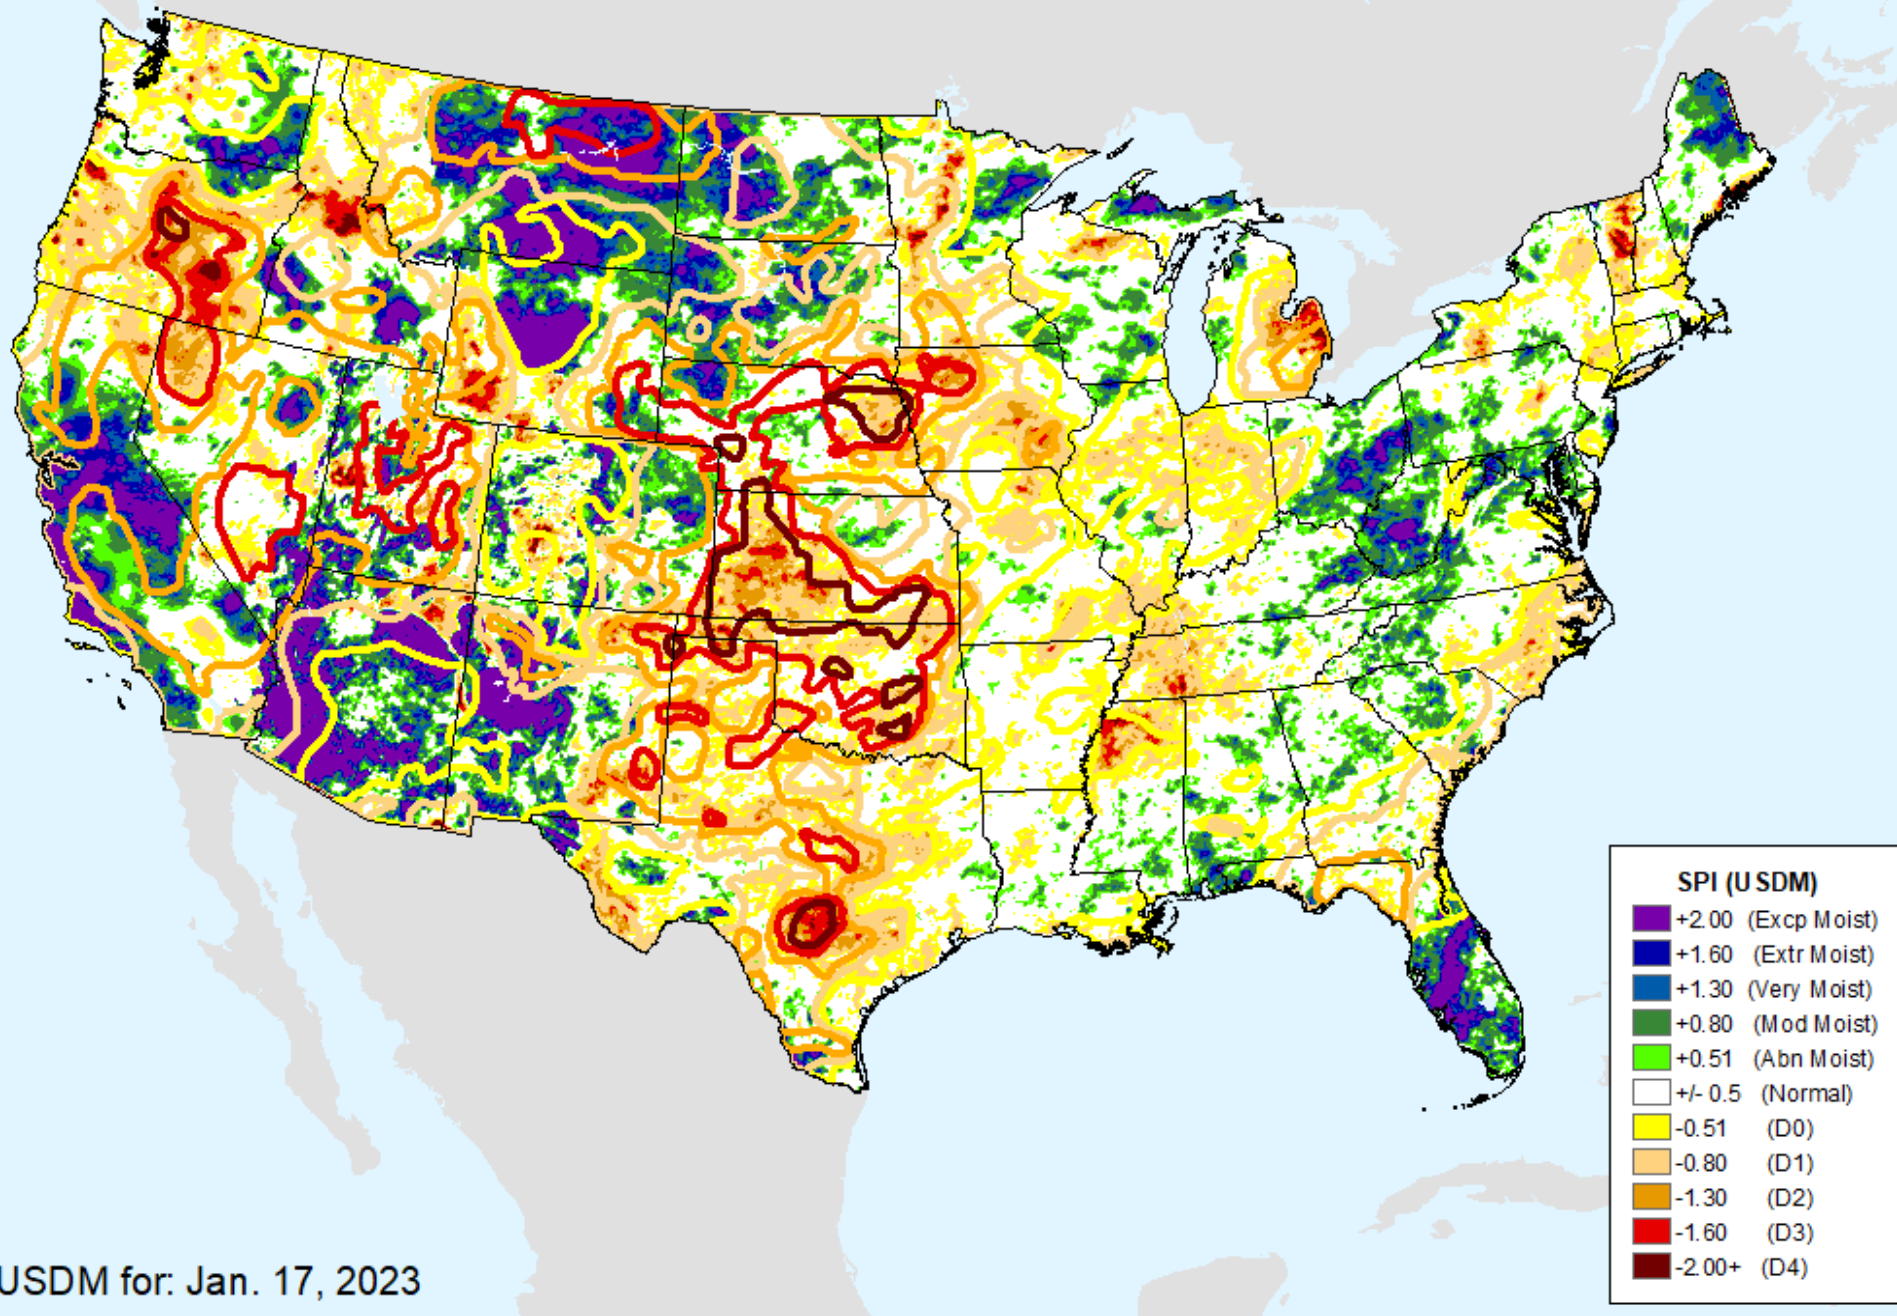 SPI (USDM)
+2.00 (Excp Moist)
+1.60 (Extr Moist)
+1.30 (Very Moist)
+0.80 (Mod Moist)
+0.51 (Abn Moist)
+/- 0.5 (Normal)
-0.51 (D0)
-0.80 (D1)
-1.30 (D2)
-1.60 (D3)
-2.00+ (D4)
USDM for: Jan. 17, 2023